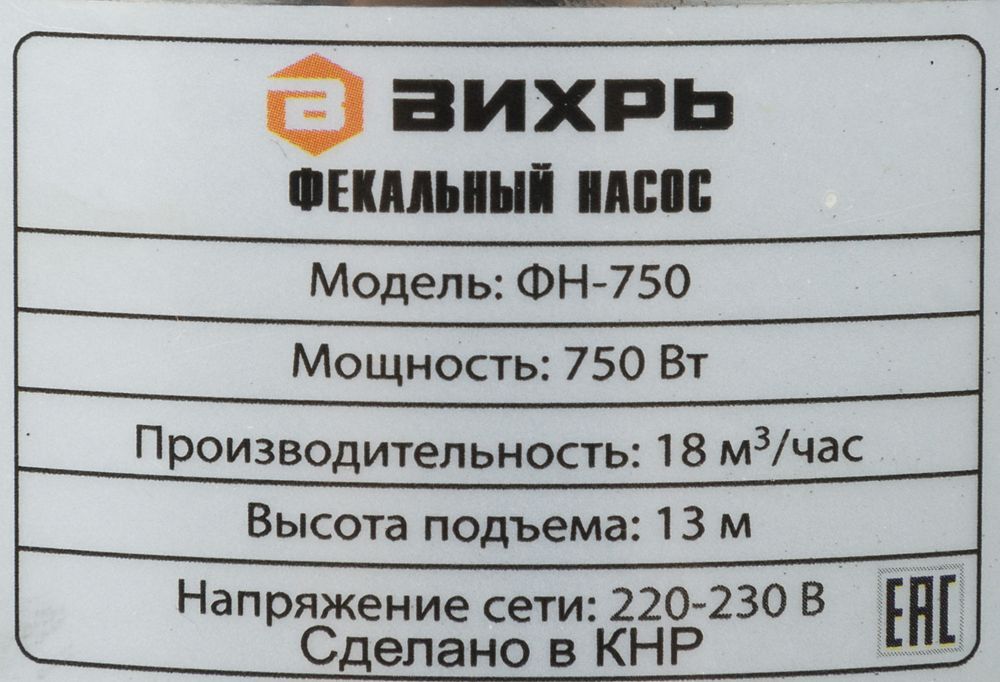 ВИХРЬ
ФЕКАЛЬНЫЙ НАСОС
Модель: ФН-750
Мощность: 750 Вт
Производительность: 18 м³/час
Высота подъема: 13 м
Напряжение сети: 220-230 В
Сделано в КНР
EAC